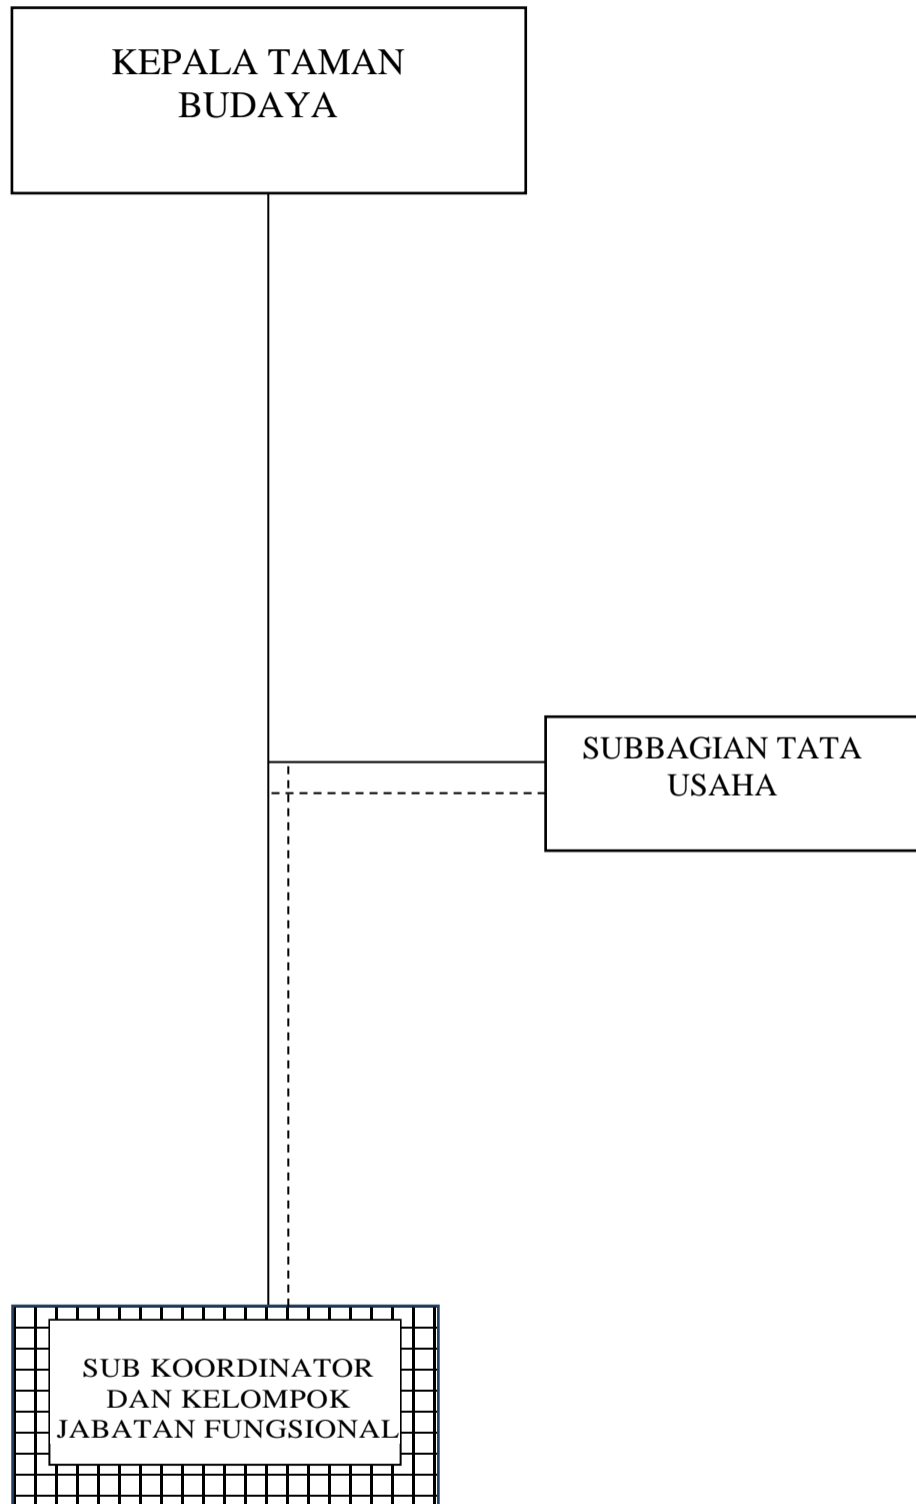 KEPALA TAMAN
BUDAYA
SUBBAGIAN TATA
USAHA
SUB KOORDINATOR
DAN KELOMPOK
JABATAN FUNGSIONAL